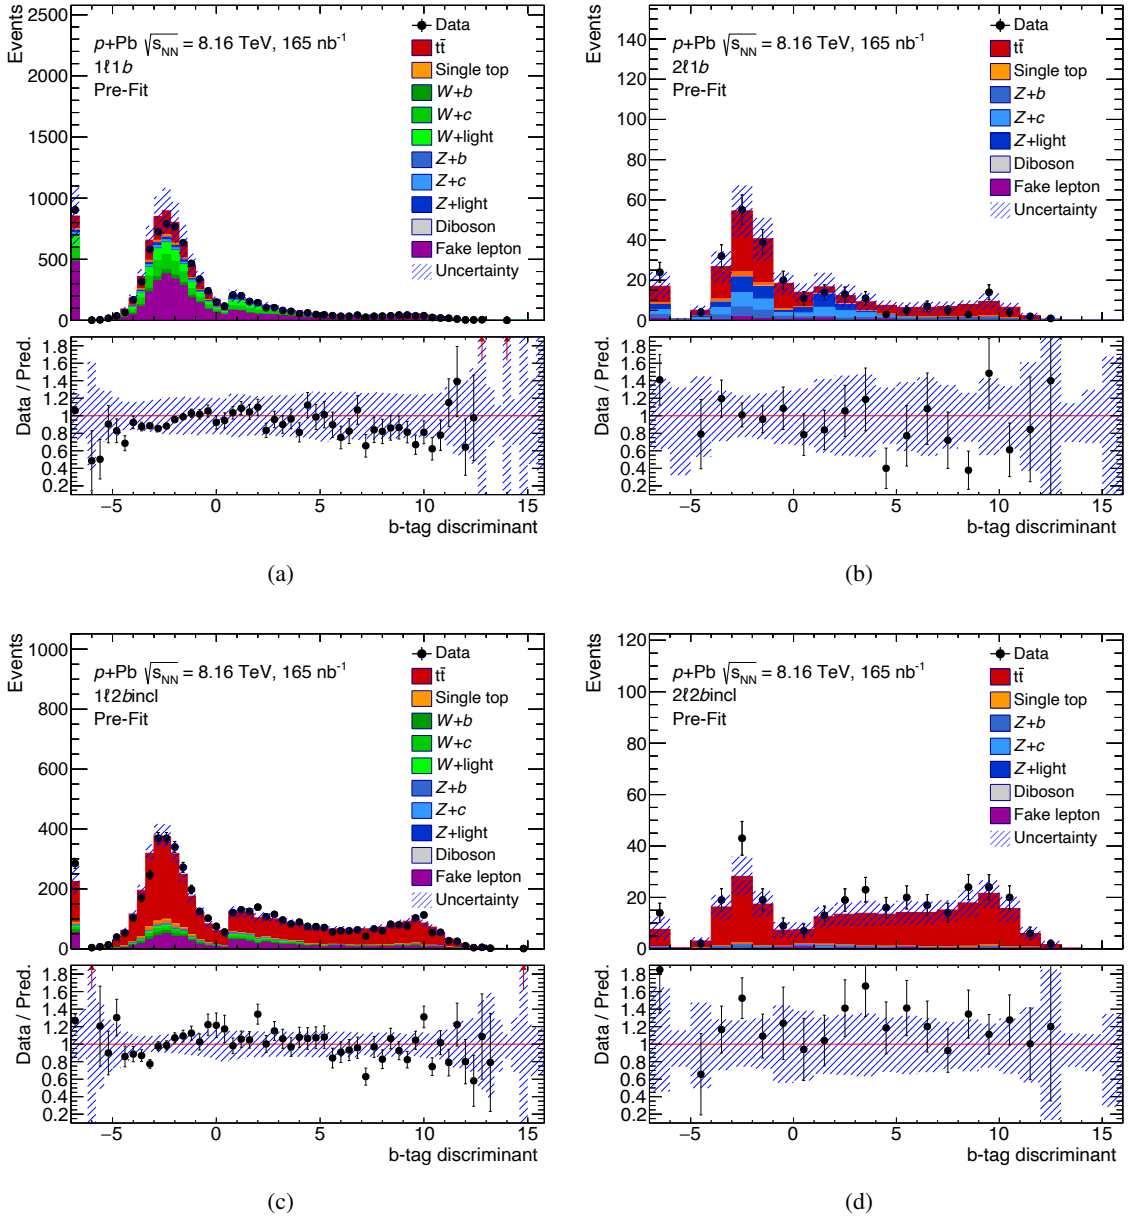 Events
2500
2000
1500
1000
500
0
p+Pb √s_NN = 8.16 TeV, 165 nb⁻¹
1ℓ1b
Pre-Fit
Data
tt̄
Single top
W+b
W+c
W+light
Z+b
Z+c
Z+light
Diboson
Fake lepton
Uncertainty
Data / Pred.
1.8
1.6
1.4
1.2
1
0.8
0.6
0.4
0.2
−5 0 5 10 15
b-tag discriminant
(a)
Events
160
140
120
100
80
60
40
20
0
p+Pb √s_NN = 8.16 TeV, 165 nb⁻¹
2ℓ1b
Pre-Fit
Data
tt̄
Single top
Z+b
Z+c
Z+light
Diboson
Fake lepton
Uncertainty
Data / Pred.
1.8
1.6
1.4
1.2
1
0.8
0.6
0.4
0.2
−5 0 5 10 15
b-tag discriminant
(b)
Events
1000
800
600
400
200
0
p+Pb √s_NN = 8.16 TeV, 165 nb⁻¹
1ℓ2bincl
Pre-Fit
Data
tt̄
Single top
W+b
W+c
W+light
Z+b
Z+c
Z+light
Diboson
Fake lepton
Uncertainty
Data / Pred.
1.8
1.6
1.4
1.2
1
0.8
0.6
0.4
0.2
−5 0 5 10 15
b-tag discriminant
(c)
Events
120
100
80
60
40
20
0
p+Pb √s_NN = 8.16 TeV, 165 nb⁻¹
2ℓ2bincl
Pre-Fit
Data
tt̄
Single top
Z+b
Z+c
Z+light
Diboson
Fake lepton
Uncertainty
Data / Pred.
1.8
1.6
1.4
1.2
1
0.8
0.6
0.4
0.2
−5 0 5 10 15
b-tag discriminant
(d)